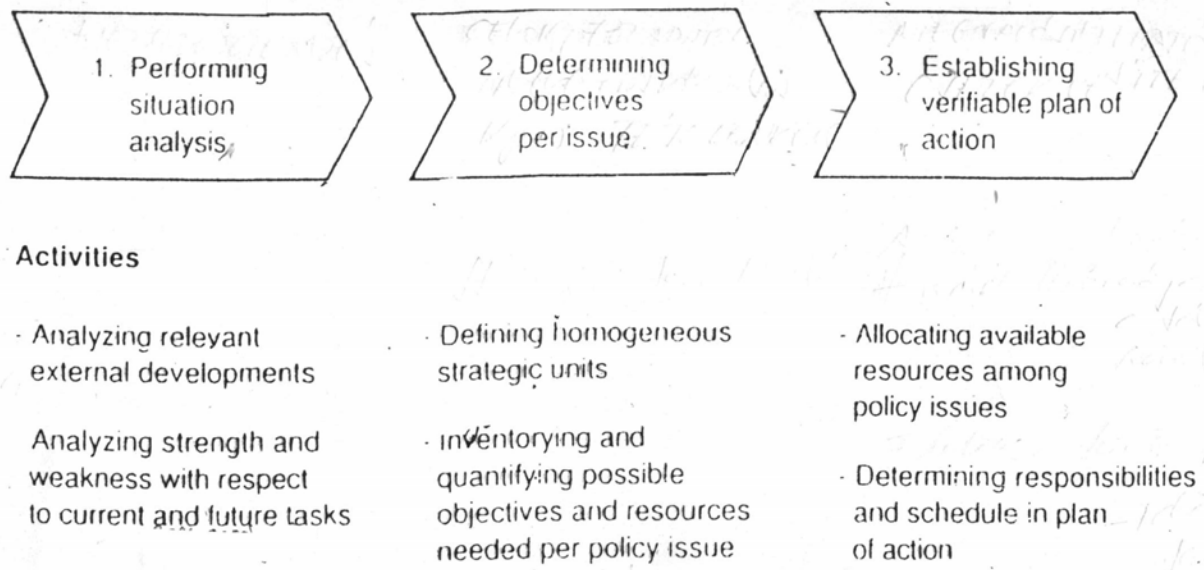 1. Performing
situation
analysis
2. Determining
objectives
per issue
3. Establishing
verifiable plan of
action
Activities
- Analyzing relevant
external developments
Analyzing strength and
weakness with respect
to current and future tasks
- Defining homogeneous
strategic units
- inventorying and
quantifying possible
objectives and resources
needed per policy issue
- Allocating available
resources among
policy issues
- Determining responsibilities
and schedule in plan
of action